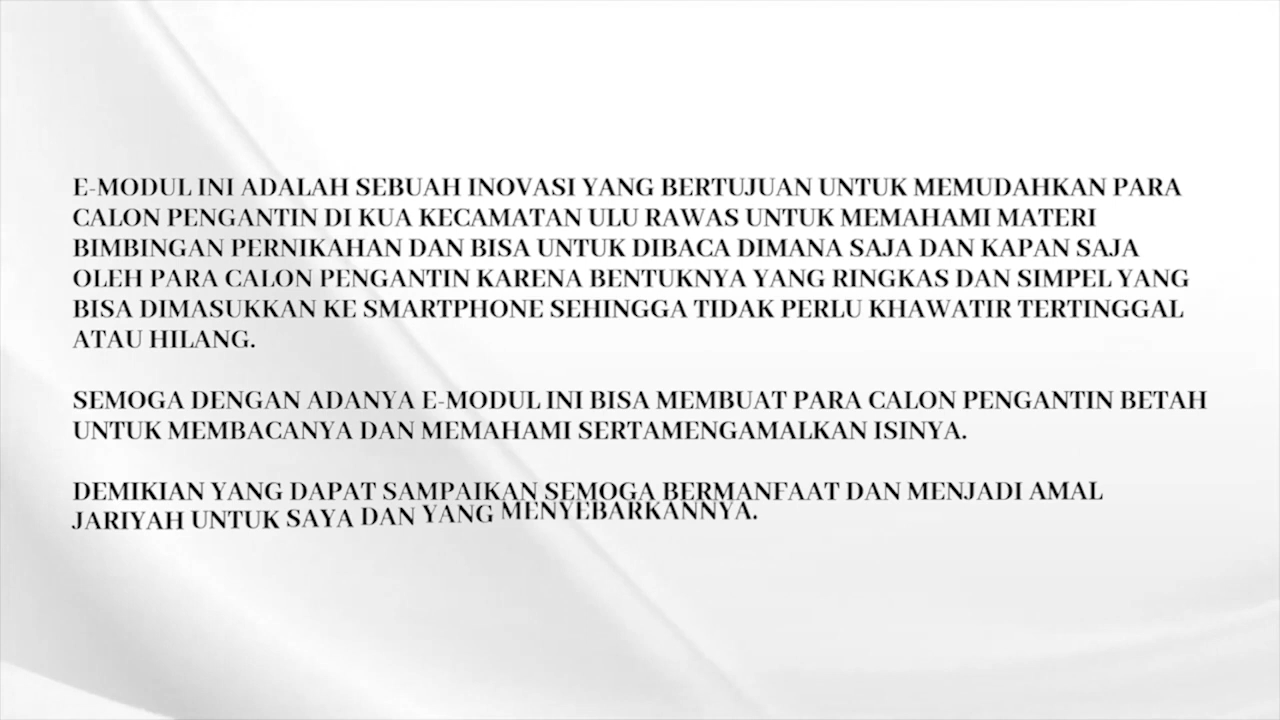 E-MODUL INI ADALAH SEBUAH INOVASI YANG BERTUJUAN UNTUK MEMUDAHKAN PARA
CALON PENGANTIN DI KUA KECAMATAN ULU RAWAS UNTUK MEMAHAMI MATERI
BIMBINGAN PERNIKAHAN DAN BISA UNTUK DIBACA DIMANA SAJA DAN KAPAN SAJA
OLEH PARA CALON PENGANTIN KARENA BENTUKNYA YANG RINGKAS DAN SIMPEL YANG
BISA DIMASUKKAN KE SMARTPHONE SEHINGGA TIDAK PERLU KHAWATIR TERTINGGAL
ATAU HILANG.
SEMOGA DENGAN ADANYA E-MODUL INI BISA MEMBUAT PARA CALON PENGANTIN BETAH
UNTUK MEMBACANYA DAN MEMAHAMI SERTAMENGAMALKAN ISINYA.
DEMIKIAN YANG DAPAT SAMPAIKAN SEMOGA BERMANFAAT DAN MENJADI AMAL
JARIYAH UNTUK SAYA DAN YANG MENYEBARKANNYA.